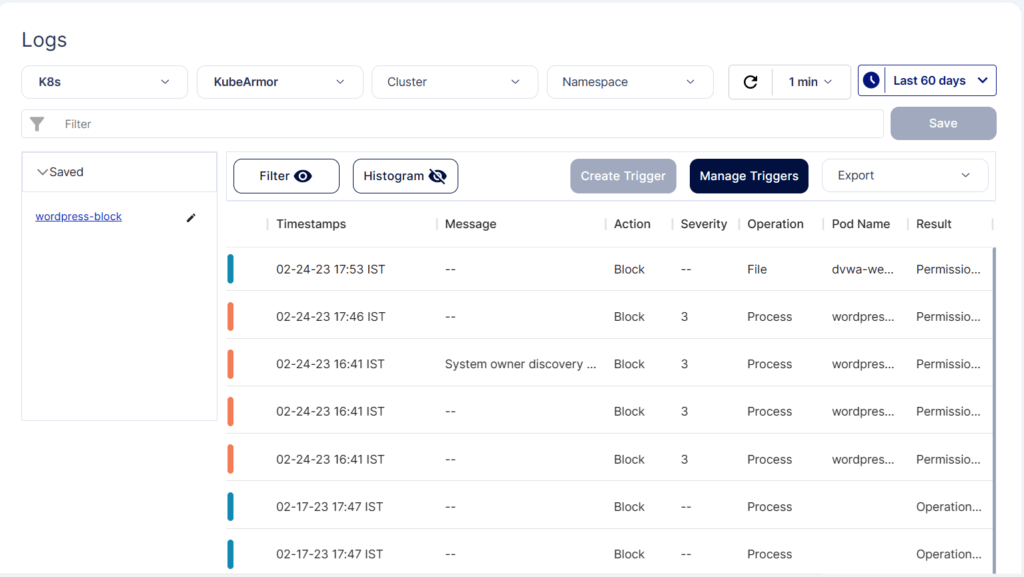 Logs
K8s KubeArmor Cluster Namespace 1 min Last 60 days
Filter Save
Saved Filter Histogram Create Trigger Manage Triggers Export
wordpress-block
Timestamps Message Action Severity Operation Pod Name Result
02-24-23 17:53 IST -- Block -- File dvwa-we... Permissio...
02-24-23 17:46 IST -- Block 3 Process wordpres... Permissio...
02-24-23 16:41 IST System owner discovery ... Block 3 Process wordpres... Permissio...
02-24-23 16:41 IST -- Block 3 Process wordpres... Permissio...
02-24-23 16:41 IST -- Block 3 Process wordpres... Permissio...
02-17-23 17:47 IST -- Block -- Process Operation...
02-17-23 17:47 IST -- Block -- Process Operation...